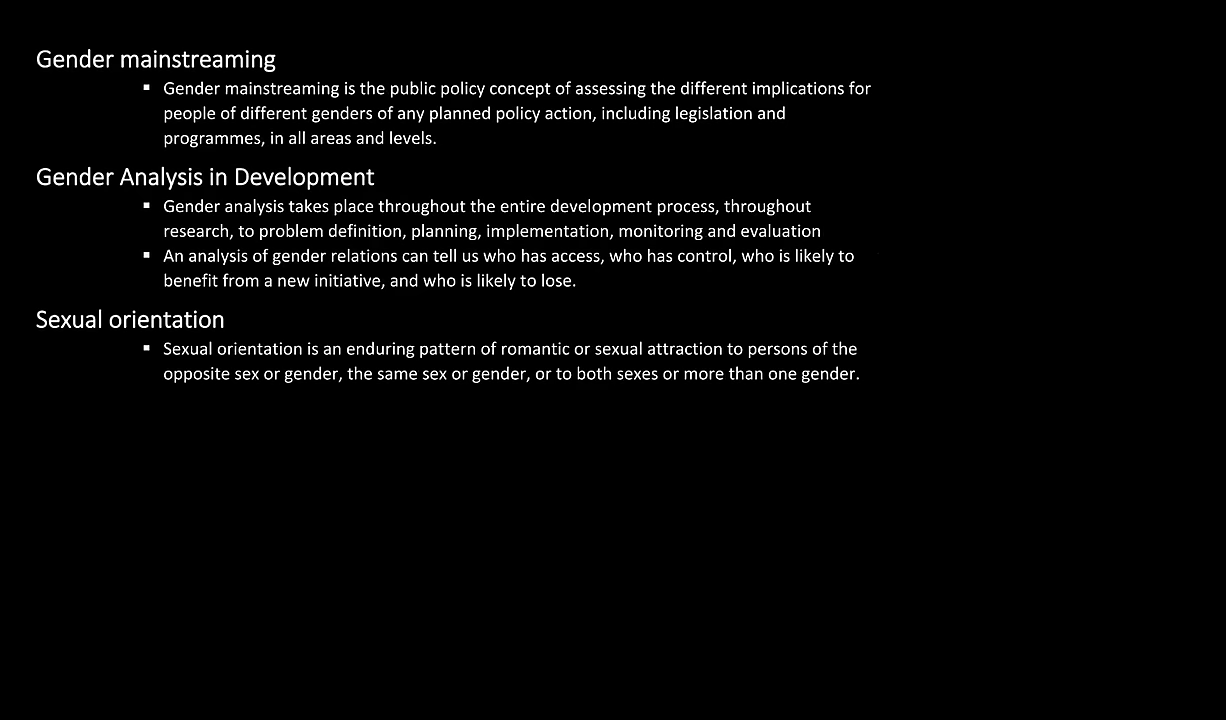 Gender mainstreaming
▪ Gender mainstreaming is the public policy concept of assessing the different implications for
people of different genders of any planned policy action, including legislation and
programmes, in all areas and levels.
Gender Analysis in Development
▪ Gender analysis takes place throughout the entire development process, throughout
research, to problem definition, planning, implementation, monitoring and evaluation
▪ An analysis of gender relations can tell us who has access, who has control, who is likely to
benefit from a new initiative, and who is likely to lose.
Sexual orientation
▪ Sexual orientation is an enduring pattern of romantic or sexual attraction to persons of the
opposite sex or gender, the same sex or gender, or to both sexes or more than one gender.